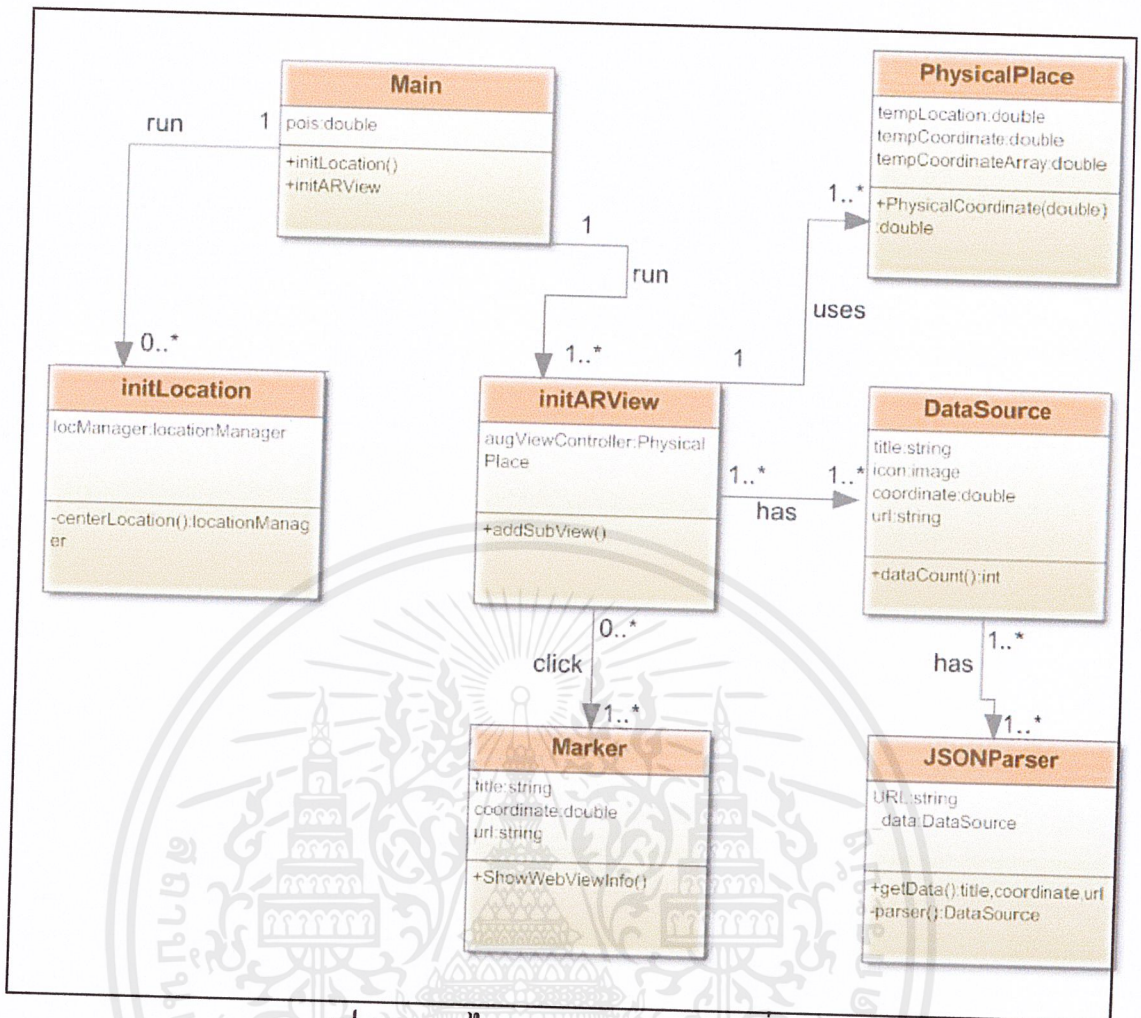 Main
pois:double
+initLocation()
+initARView
run
1
0..*
1
run
1..*
PhysicalPlace
tempLocation:double
tempCoordinate:double
tempCoordinateArray:double
+PhysicalCoordinate(double)
:double
1..*
uses
1
initLocation
locManager:locationManager
-centerLocation():locationManag
er
initARView
augViewController:Physical
Place
+addSubView()
1..*
has
1..*
DataSource
title:string
icon:image
coordinate:double
url:string
+dataCount():int
0..*
click
1..*
1..*
has
1..*
Marker
title:string
coordinate:double
url:string
+ShowWebViewInfo()
JSONParser
URL:string
_data:DataSource
+getData():title,coordinate,url
-parser():DataSource